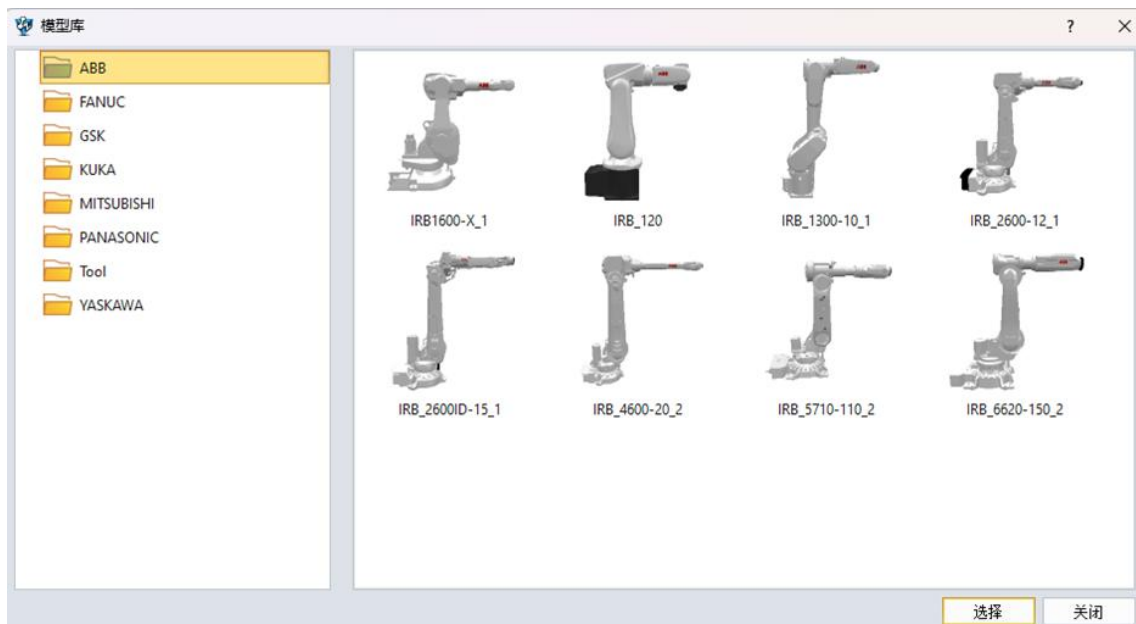 模型库
?
ABB
FANUC
GSK
KUKA
MITSUBISHI
PANASONIC
Tool
YASKAWA
IRB1600-X_1
IRB_120
IRB_1300-10_1
IRB_2600-12_1
IRB_2600ID-15_1
IRB_4600-20_2
IRB_5710-110_2
IRB_6620-150_2
选择
关闭